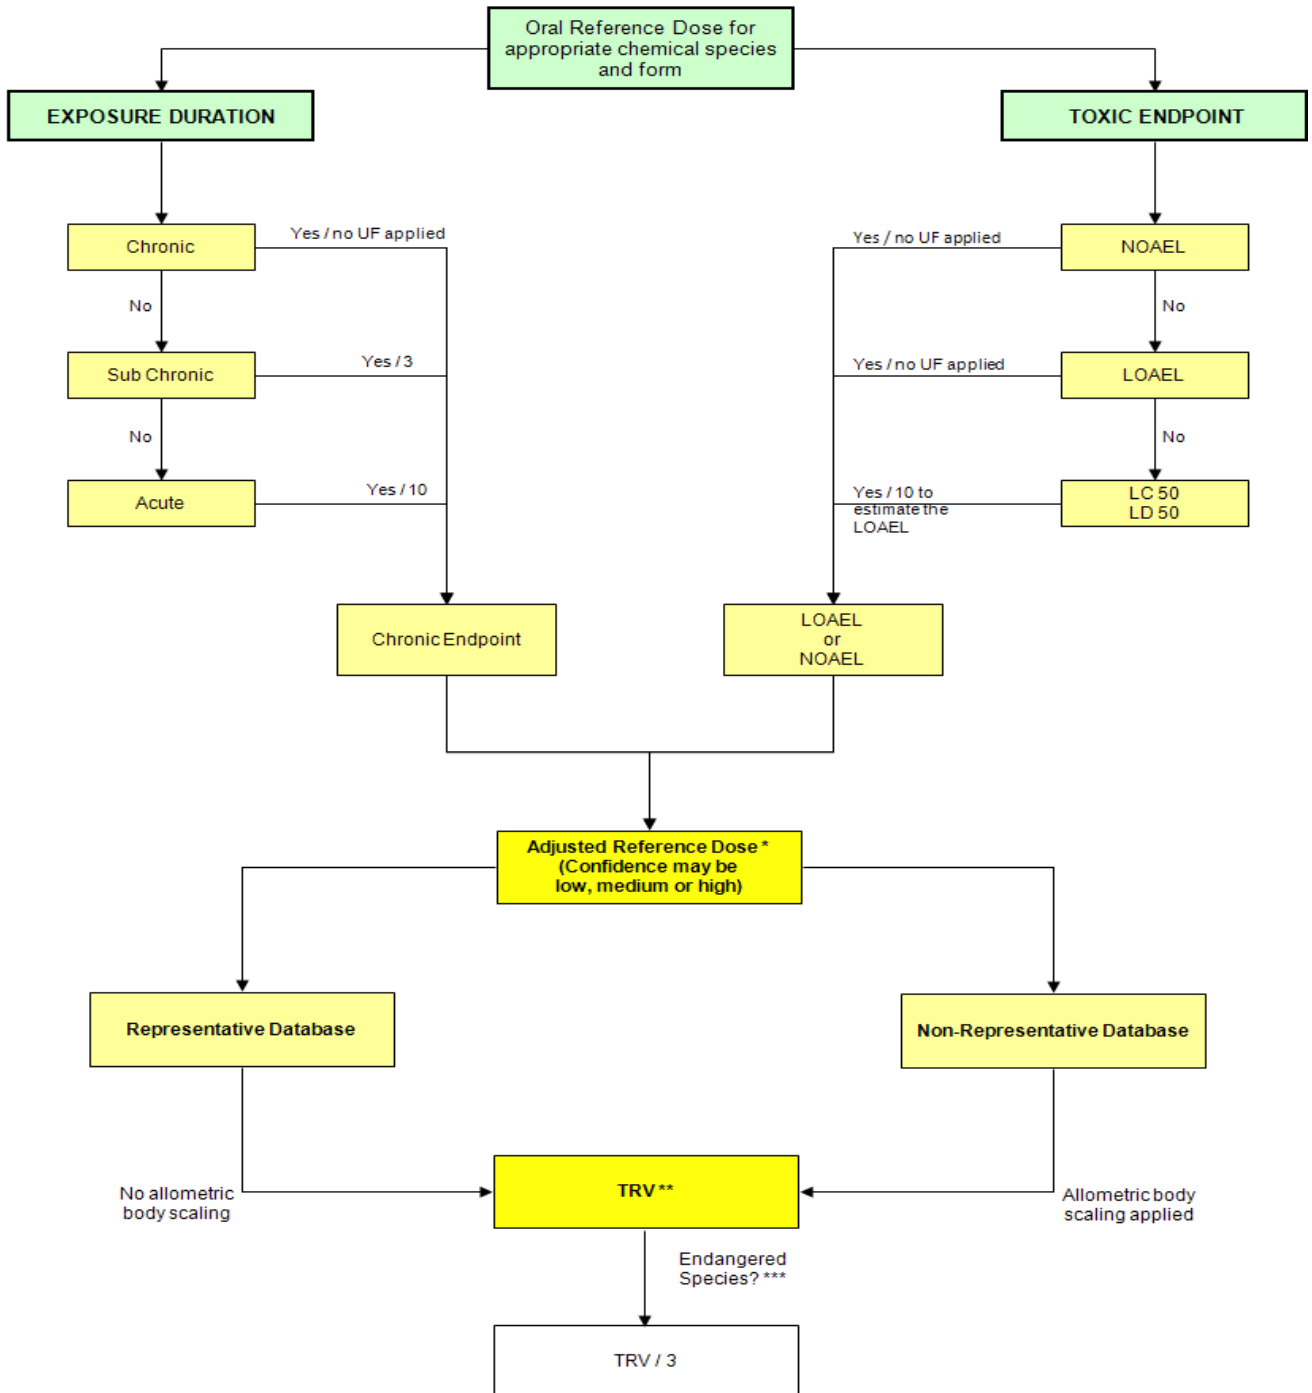 Oral Reference Dose for
appropriate chemical species
and form
EXPOSURE DURATION
TOXIC ENDPOINT
Chronic
Yes / no UF applied
Yes / no UF applied
NOAEL
No
No
Sub Chronic
Yes / 3
Yes / no UF applied
LOAEL
No
No
Acute
Yes / 10
Yes / 10 to
estimate the
LOAEL
LC 50
LD 50
Chronic Endpoint
LOAEL
or
NOAEL
Adjusted Reference Dose *
(Confidence may be
low, medium or high)
Representative Database
Non-Representative Database
No allometric
body scaling
TRV **
Allometric body
scaling applied
Endangered
Species? ***
TRV / 3